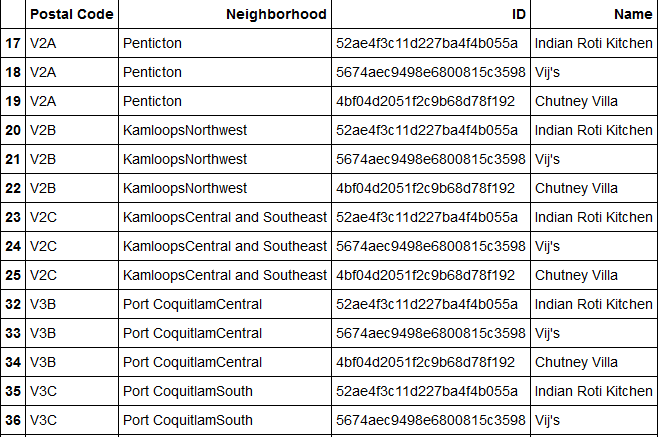 Postal Code Neighborhood ID Name
17 V2A Penticton 52ae4f3c11d227ba4f4b055a Indian Roti Kitchen
18 V2A Penticton 5674aec9498e6800815c3598 Vij's
19 V2A Penticton 4bf04d2051f2c9b68d78f192 Chutney Villa
20 V2B KamloopsNorthwest 52ae4f3c11d227ba4f4b055a Indian Roti Kitchen
21 V2B KamloopsNorthwest 5674aec9498e6800815c3598 Vij's
22 V2B KamloopsNorthwest 4bf04d2051f2c9b68d78f192 Chutney Villa
23 V2C KamloopsCentral and Southeast 52ae4f3c11d227ba4f4b055a Indian Roti Kitchen
24 V2C KamloopsCentral and Southeast 5674aec9498e6800815c3598 Vij's
25 V2C KamloopsCentral and Southeast 4bf04d2051f2c9b68d78f192 Chutney Villa
32 V3B Port CoquitlamCentral 52ae4f3c11d227ba4f4b055a Indian Roti Kitchen
33 V3B Port CoquitlamCentral 5674aec9498e6800815c3598 Vij's
34 V3B Port CoquitlamCentral 4bf04d2051f2c9b68d78f192 Chutney Villa
35 V3C Port CoquitlamSouth 52ae4f3c11d227ba4f4b055a Indian Roti Kitchen
36 V3C Port CoquitlamSouth 5674aec9498e6800815c3598 Vij's